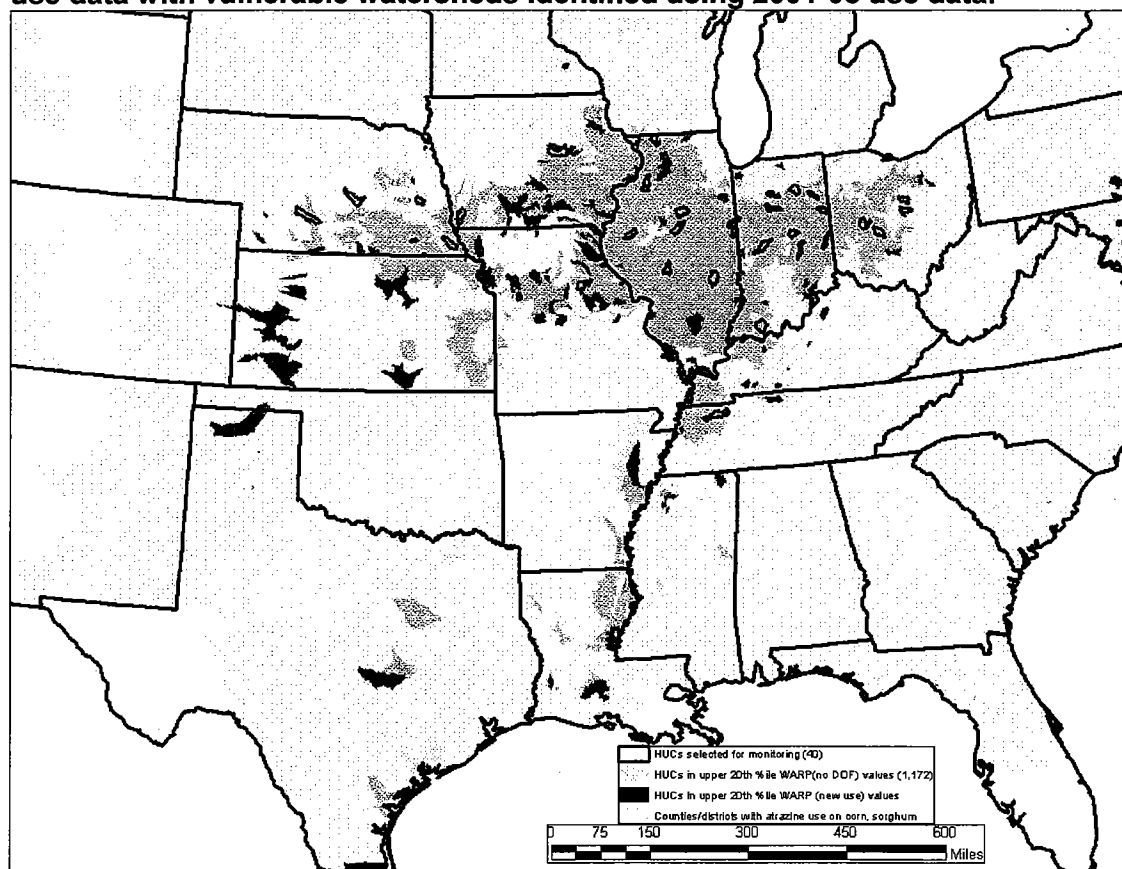 use data with vulnerable watersheds identified using 2001-03 use data.
HUCs selected for monitoring (40)
HUCs in upper 20th %ile WARP(no DOF) values (1,172)
HUCs in upper 20th %ile WARP (new use) values
Counties/districts with atrazine use on corn, sorghum
0 75 150 300 450 600
Miles